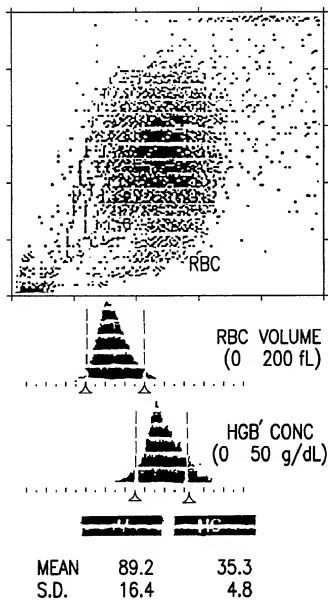 RBC
RBC VOLUME
(0 200 fL)
HGB' CONC
(0 50 g/dL)
MEAN 89.2 35.3
S.D. 16.4 4.8